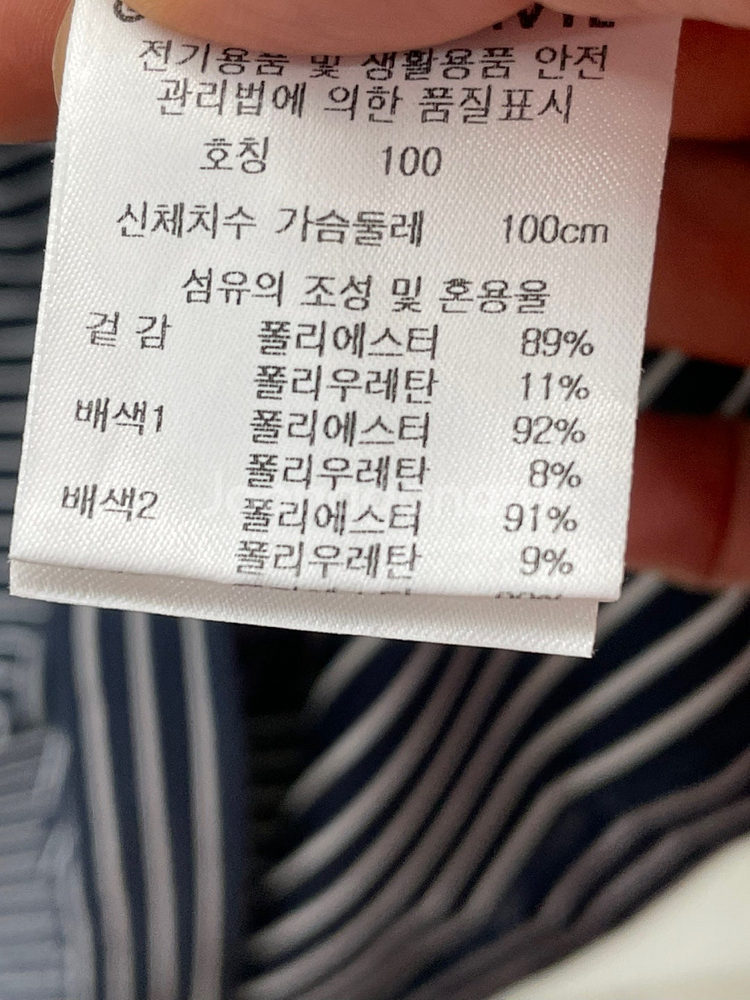 전기용품 및 생활용품 안전
관리법에 의한 품질표시
호칭 100
신체치수 가슴둘레 100cm
섬유의 조성 및 혼용율
겉 감 폴리에스터 89%
폴리우레탄 11%
배색1 폴리에스터 92%
폴리우레탄 8%
배색2 폴리에스터 91%
폴리우레탄 9%